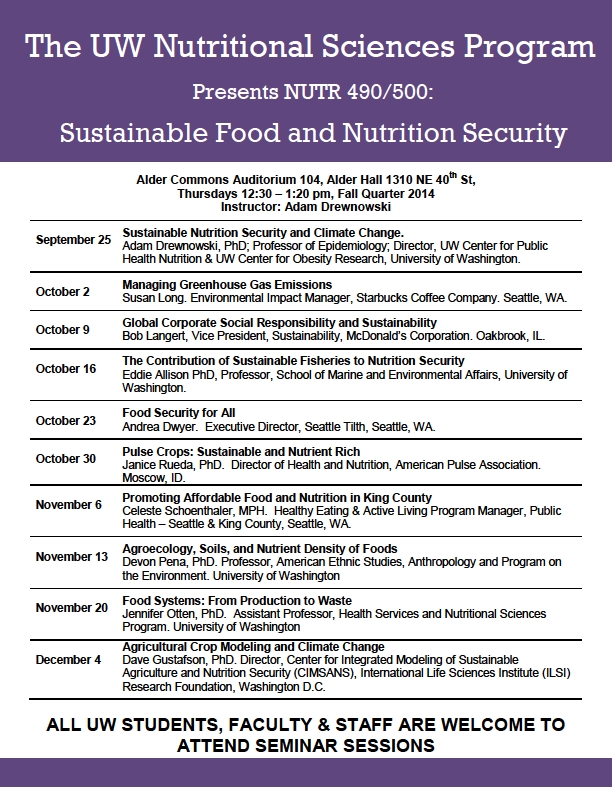 The UW Nutritional Sciences Program
Presents NUTR 490/500:
Sustainable Food and Nutrition Security
Alder Commons Auditorium 104, Alder Hall 1310 NE 40th St,
Thursdays 12:30 – 1:20 pm, Fall Quarter 2014
Instructor: Adam Drewnowski
September 25
Sustainable Nutrition Security and Climate Change.
Adam Drewnowski, PhD; Professor of Epidemiology; Director, UW Center for Public
Health Nutrition & UW Center for Obesity Research, University of Washington.
October 2
Managing Greenhouse Gas Emissions
Susan Long. Environmental Impact Manager, Starbucks Coffee Company. Seattle, WA.
October 9
Global Corporate Social Responsibility and Sustainability
Bob Langert, Vice President, Sustainability, McDonald's Corporation. Oakbrook, IL.
October 16
The Contribution of Sustainable Fisheries to Nutrition Security
Eddie Allison PhD, Professor, School of Marine and Environmental Affairs, University of
Washington.
October 23
Food Security for All
Andrea Dwyer.  Executive Director, Seattle Tilth, Seattle, WA.
October 30
Pulse Crops: Sustainable and Nutrient Rich
Janice Rueda, PhD.  Director of Health and Nutrition, American Pulse Association.
Moscow, ID.
November 6
Promoting Affordable Food and Nutrition in King County
Celeste Schoenthaler, MPH.  Healthy Eating & Active Living Program Manager, Public
Health – Seattle & King County, Seattle, WA.
November 13
Agroecology, Soils, and Nutrient Density of Foods
Devon Pena, PhD. Professor, American Ethnic Studies, Anthropology and Program on
the Environment. University of Washington
November 20
Food Systems: From Production to Waste
Jennifer Otten, PhD.  Assistant Professor, Health Services and Nutritional Sciences
Program. University of Washington
December 4
Agricultural Crop Modeling and Climate Change
Dave Gustafson, PhD. Director, Center for Integrated Modeling of Sustainable
Agriculture and Nutrition Security (CIMSANS), International Life Sciences Institute (ILSI)
Research Foundation, Washington D.C.
ALL UW STUDENTS, FACULTY & STAFF ARE WELCOME TO
ATTEND SEMINAR SESSIONS